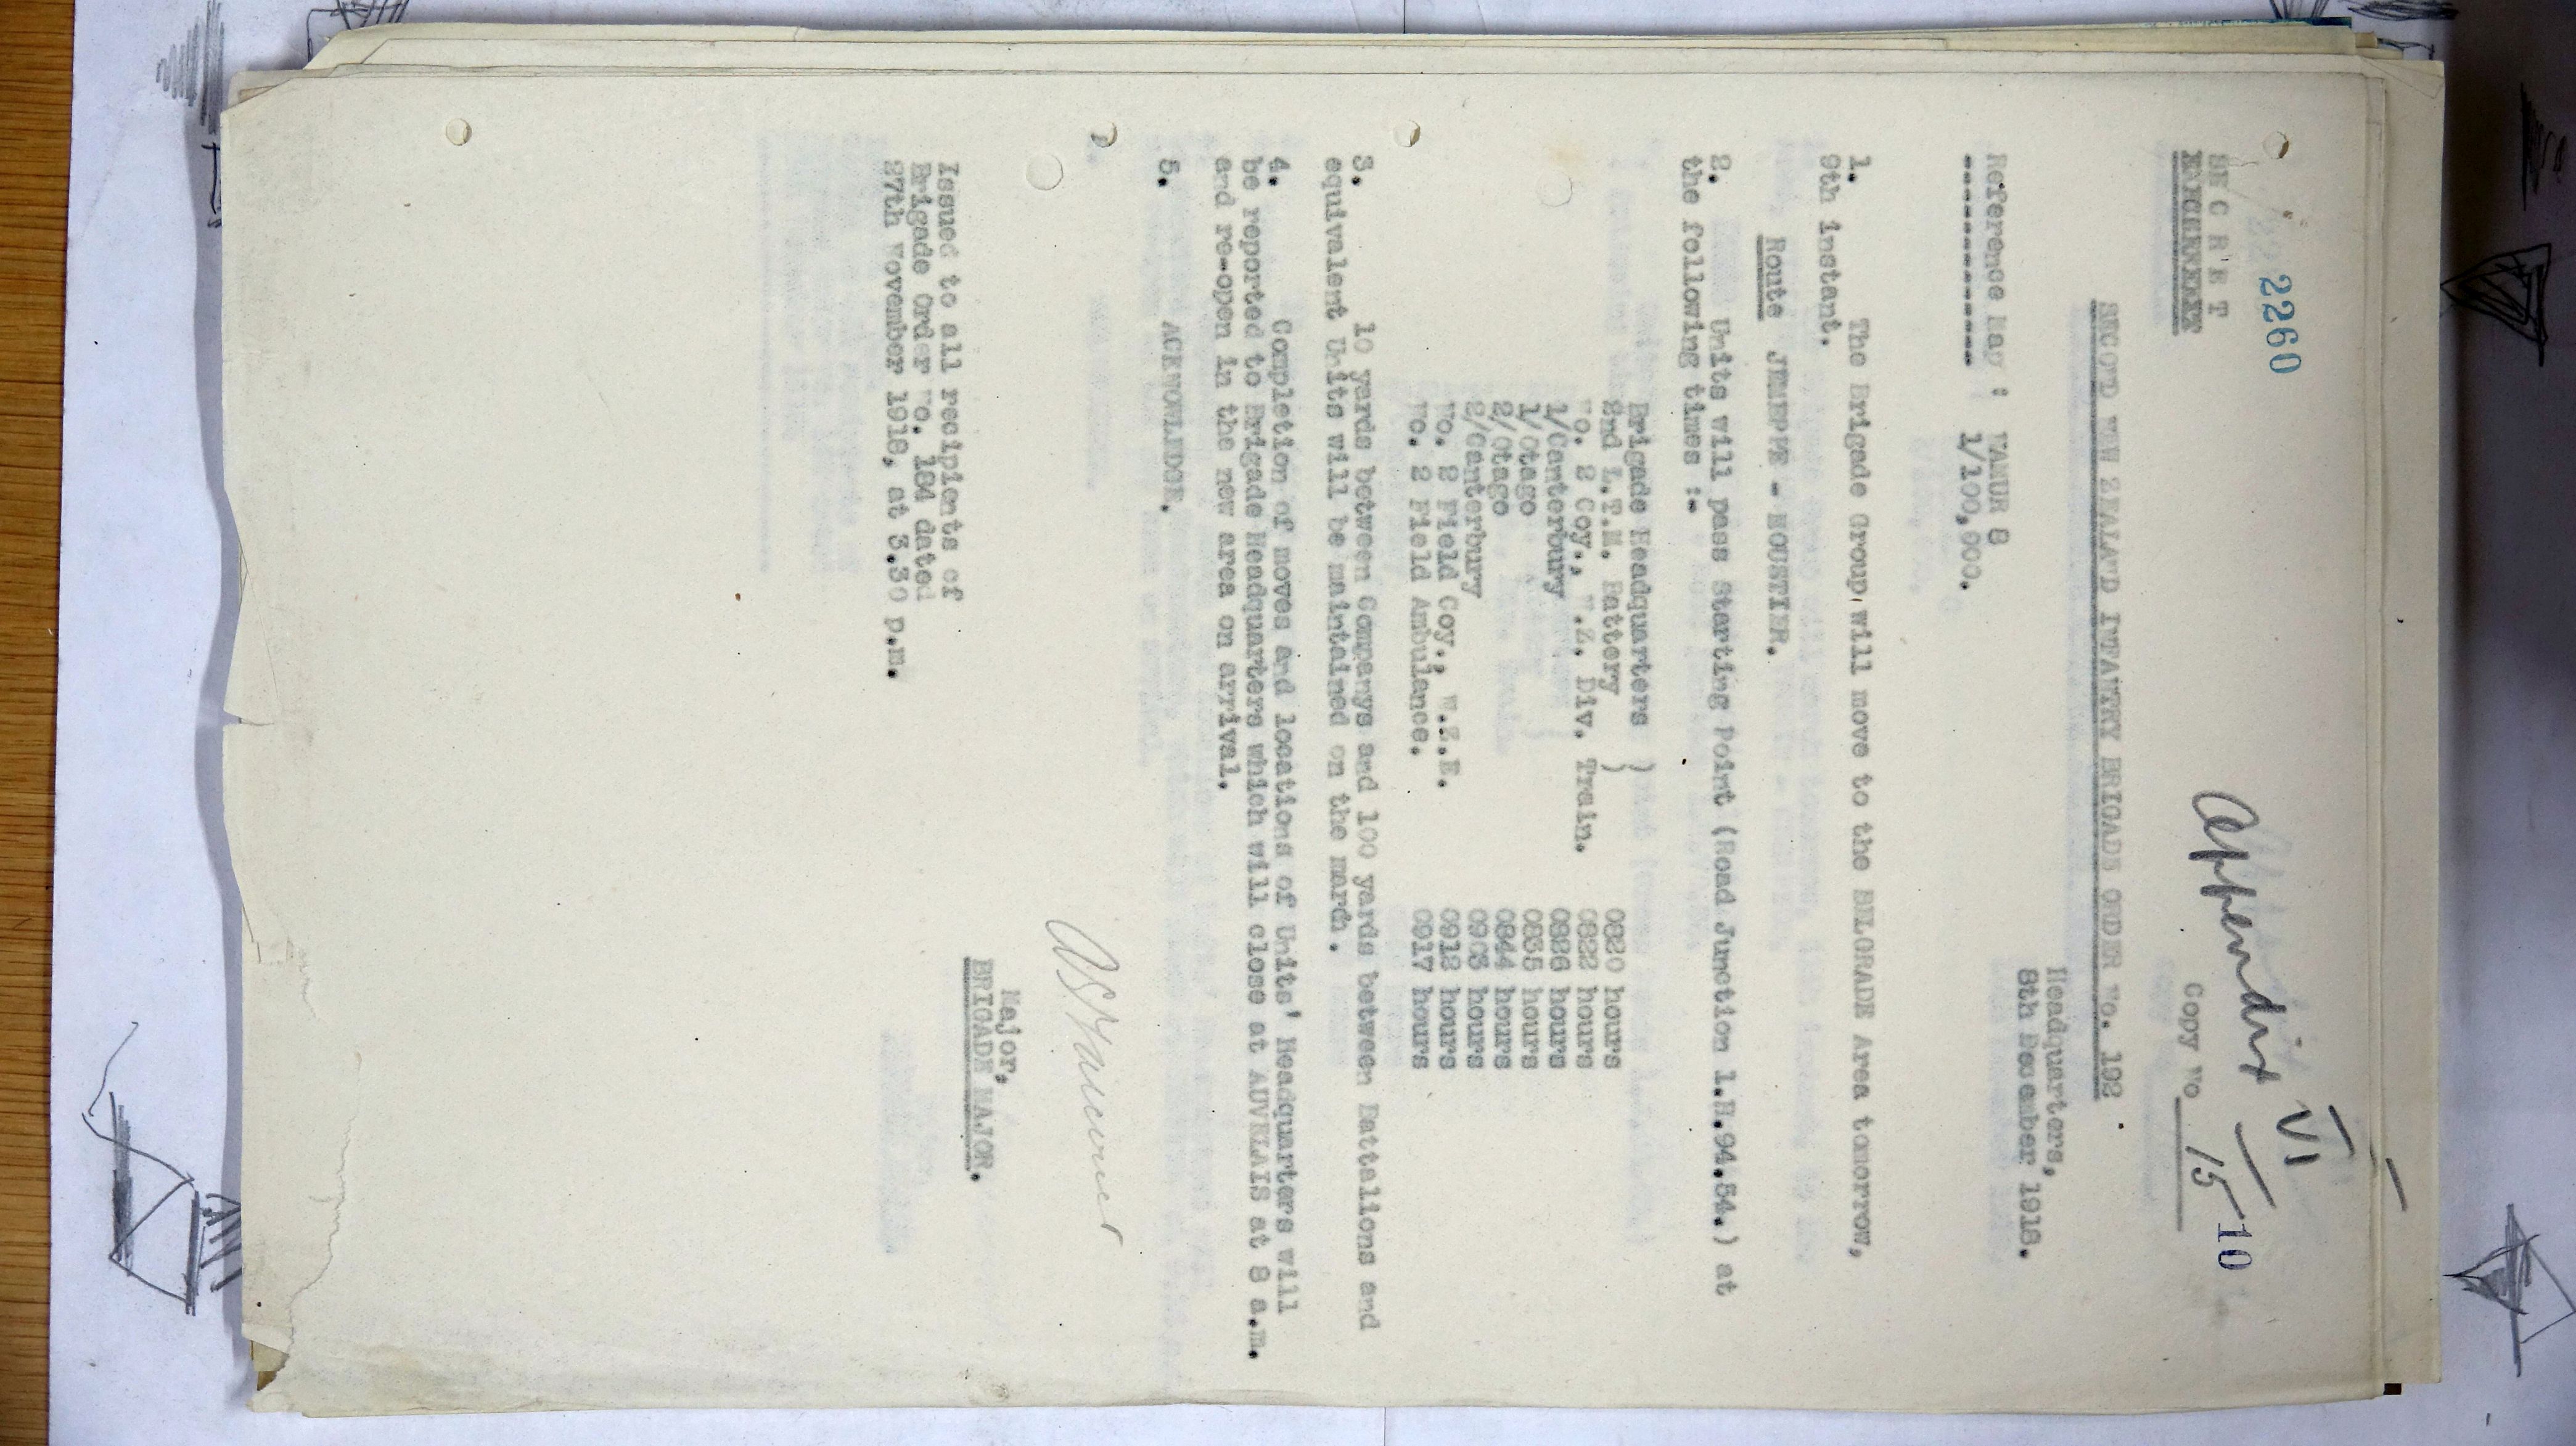 2260
Appendix VI
10
S E C R E T
Copy No 15
SECOND NEW ZEALAND INFANTRY BRIGADE ORDER No. 192.
Headquarters,
8th December, 1918.
Reference Map : NAMUR 8
1/100,000.
------------
1. The Brigade Group will move to the BELGRADE Area tomorrow,
9th instant.
Route JEMEPPE - MOUSTIER.
2. Units will pass Starting Point (Road Junction 1.H.94.54.) at
the following times :-
Brigade Headquarters )
2nd L.T.M. Battery ) 0820 hours
No. 2 Coy., N.Z. Div. Train. 0822 hours
1/Canterbury 0826 hours
1/Otago 0835 hours
2/Otago 0844 hours
2/Canterbury 0903 hours
No. 2 Field Coy., N.Z.E. 0912 hours
No. 2 Field Ambulance. 0917 hours
3. 10 yards between Companys and 100 yards between Battalions and
equivalent Units will be maintained on the march.
4. Completion of moves and locations of Units' Headquarters will
be reported to Brigade Headquarters which will close at AUVELAIS at 8 a.m.
and re-open in the new area on arrival.
5. ACKNOWLEDGE.
Major,
BRIGADE MAJOR.
Issued to all recipients of
Brigade Order No. 184 dated
27th November 1918, at 3.30 p.m.